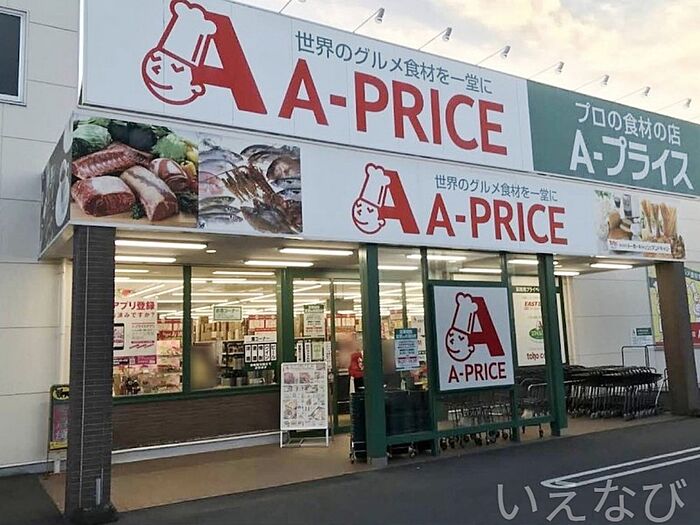 世界のグルメ食材を一堂に
A A-PRICE
プロの食材の店
A-プライス
世界のグルメ食材を一堂に
A A-PRICE
アプリ登録
A
A-PRICE
toho
いえなび